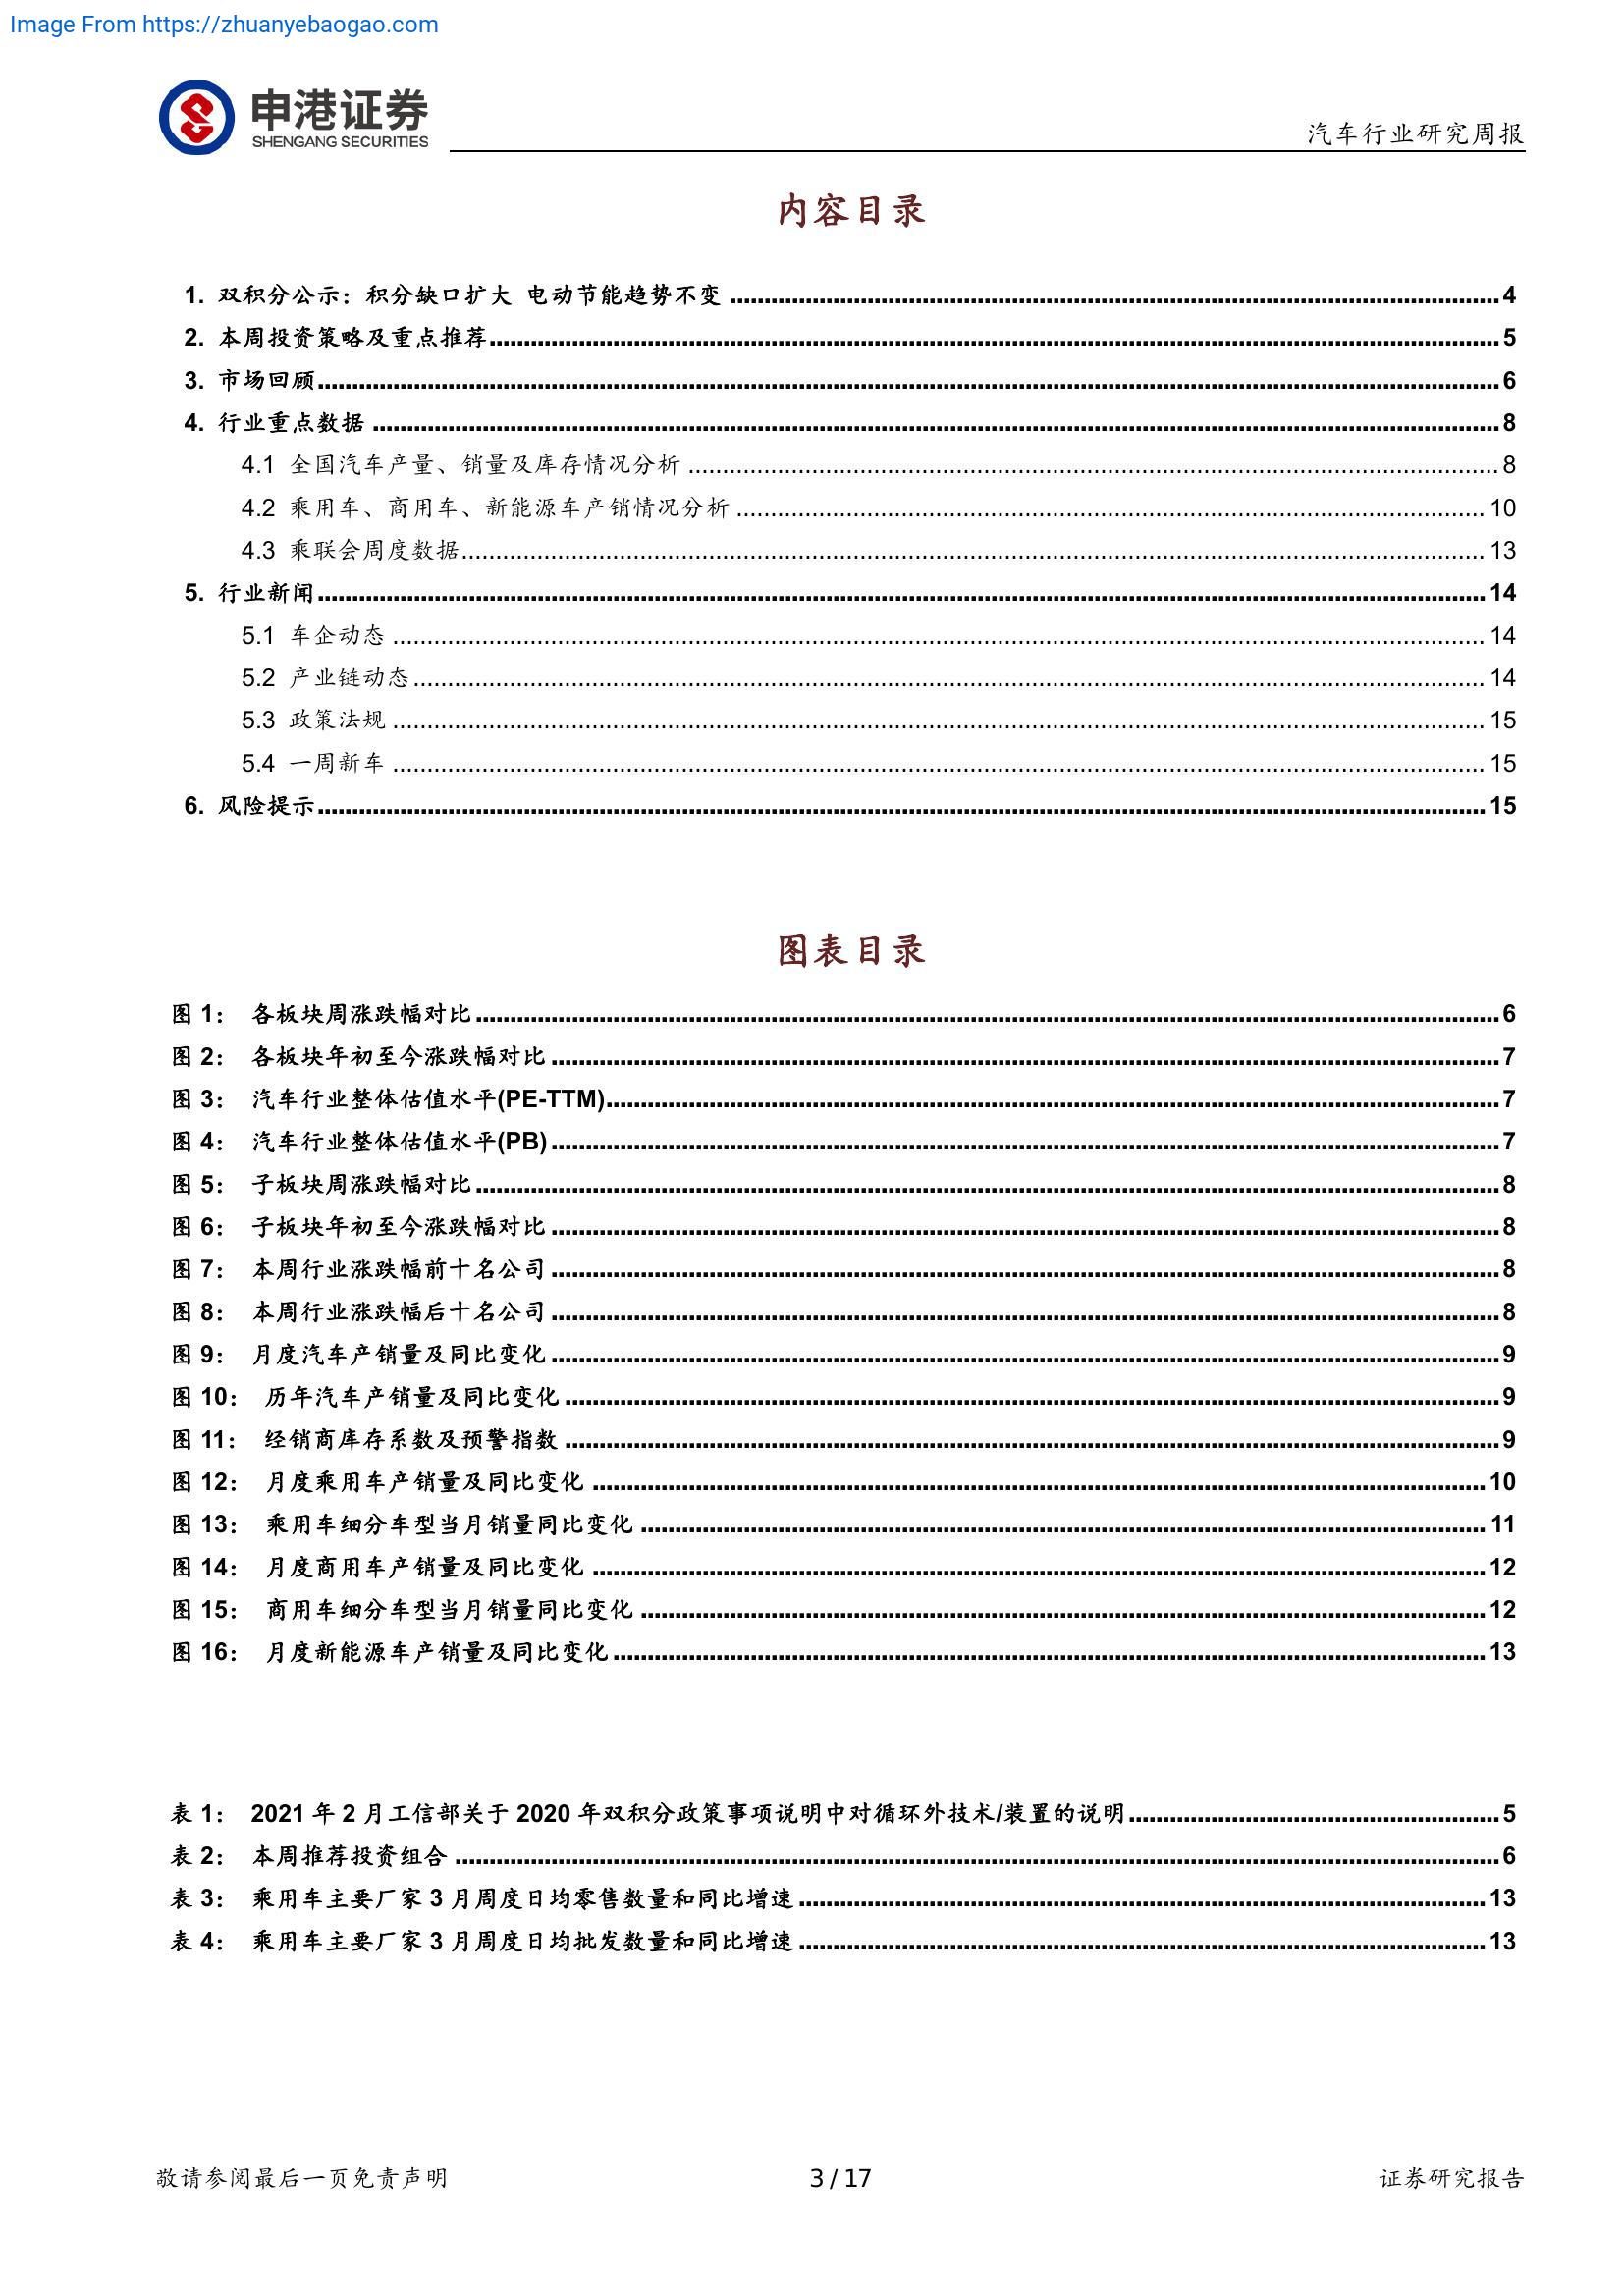 Image From https://zhuanyebaogao.com
申港证券
SHENGANG SECURITIES
汽车行业研究周报
内容目录
1. 双积分公示：积分缺口扩大 电动节能趋势不变 4
2. 本周投资策略及重点推荐 5
3. 市场回顾 6
4. 行业重点数据 8
4.1 全国汽车产量、销量及库存情况分析 8
4.2 乘用车、商用车、新能源车产销情况分析 10
4.3 乘联会周度数据 13
5. 行业新闻 14
5.1 车企动态 14
5.2 产业链动态 14
5.3 政策法规 15
5.4 一周新车 15
6. 风险提示 15
图表目录
图 1： 各板块周涨跌幅对比 6
图 2： 各板块年初至今涨跌幅对比 7
图 3： 汽车行业整体估值水平(PE-TTM) 7
图 4： 汽车行业整体估值水平(PB) 7
图 5： 子板块周涨跌幅对比 8
图 6： 子板块年初至今涨跌幅对比 8
图 7： 本周行业涨跌幅前十名公司 8
图 8： 本周行业涨跌幅后十名公司 8
图 9： 月度汽车产销量及同比变化 9
图 10： 历年汽车产销量及同比变化 9
图 11： 经销商库存系数及预警指数 9
图 12： 月度乘用车产销量及同比变化 10
图 13： 乘用车细分车型当月销量同比变化 11
图 14： 月度商用车产销量及同比变化 12
图 15： 商用车细分车型当月销量同比变化 12
图 16： 月度新能源车产销量及同比变化 13
表 1： 2021 年 2 月工信部关于 2020 年双积分政策事项说明中对循环外技术/装置的说明 5
表 2： 本周推荐投资组合 6
表 3： 乘用车主要厂家 3 月周度日均零售数量和同比增速 13
表 4： 乘用车主要厂家 3 月周度日均批发数量和同比增速 13
敬请参阅最后一页免责声明
3 / 17
证券研究报告